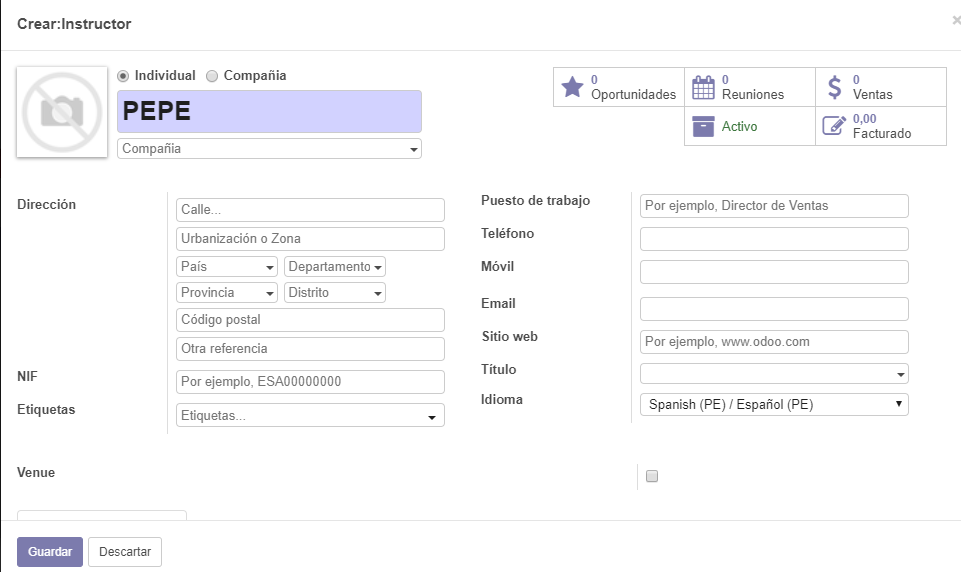 Crear:Instructor
×
Individual Compañia
PEPE
Compañia
0
Oportunidades
0
Reuniones
$ 0
Ventas
Activo
0,00
Facturado
Dirección
Calle...
Urbanización o Zona
País Departamento
Provincia Distrito
Código postal
Otra referencia
NIF
Por ejemplo, ESA00000000
Etiquetas
Etiquetas...
Puesto de trabajo
Por ejemplo, Director de Ventas
Teléfono
Móvil
Email
Sitio web
Por ejemplo, www.odoo.com
Título
Idioma
Spanish (PE) / Español (PE)
Venue
Guardar Descartar